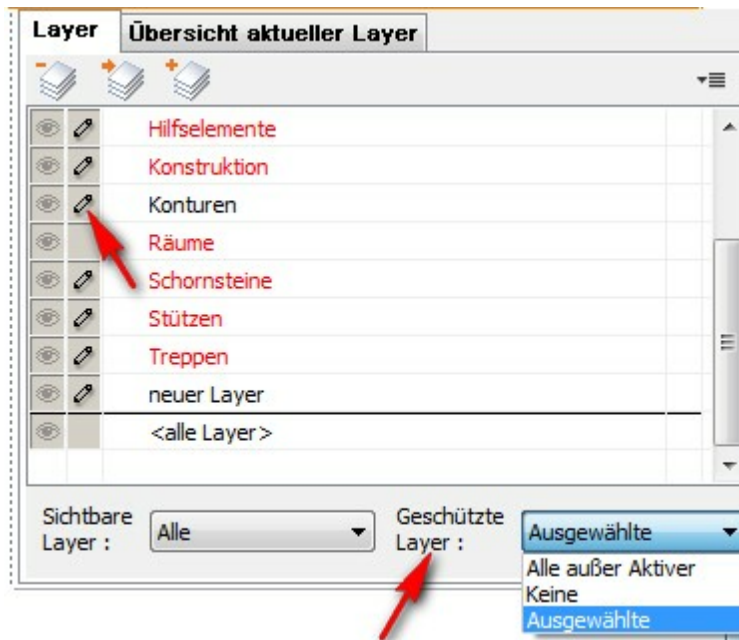 Layer Übersicht aktueller Layer
Hilfselemente
Konstruktion
Konturen
Räume
Schornsteine
Stützen
Treppen
neuer Layer
<alle Layer>
Sichtbare Layer : Alle
Geschützte Layer : Ausgewählte
Alle außer Aktiver
Keine
Ausgewählte